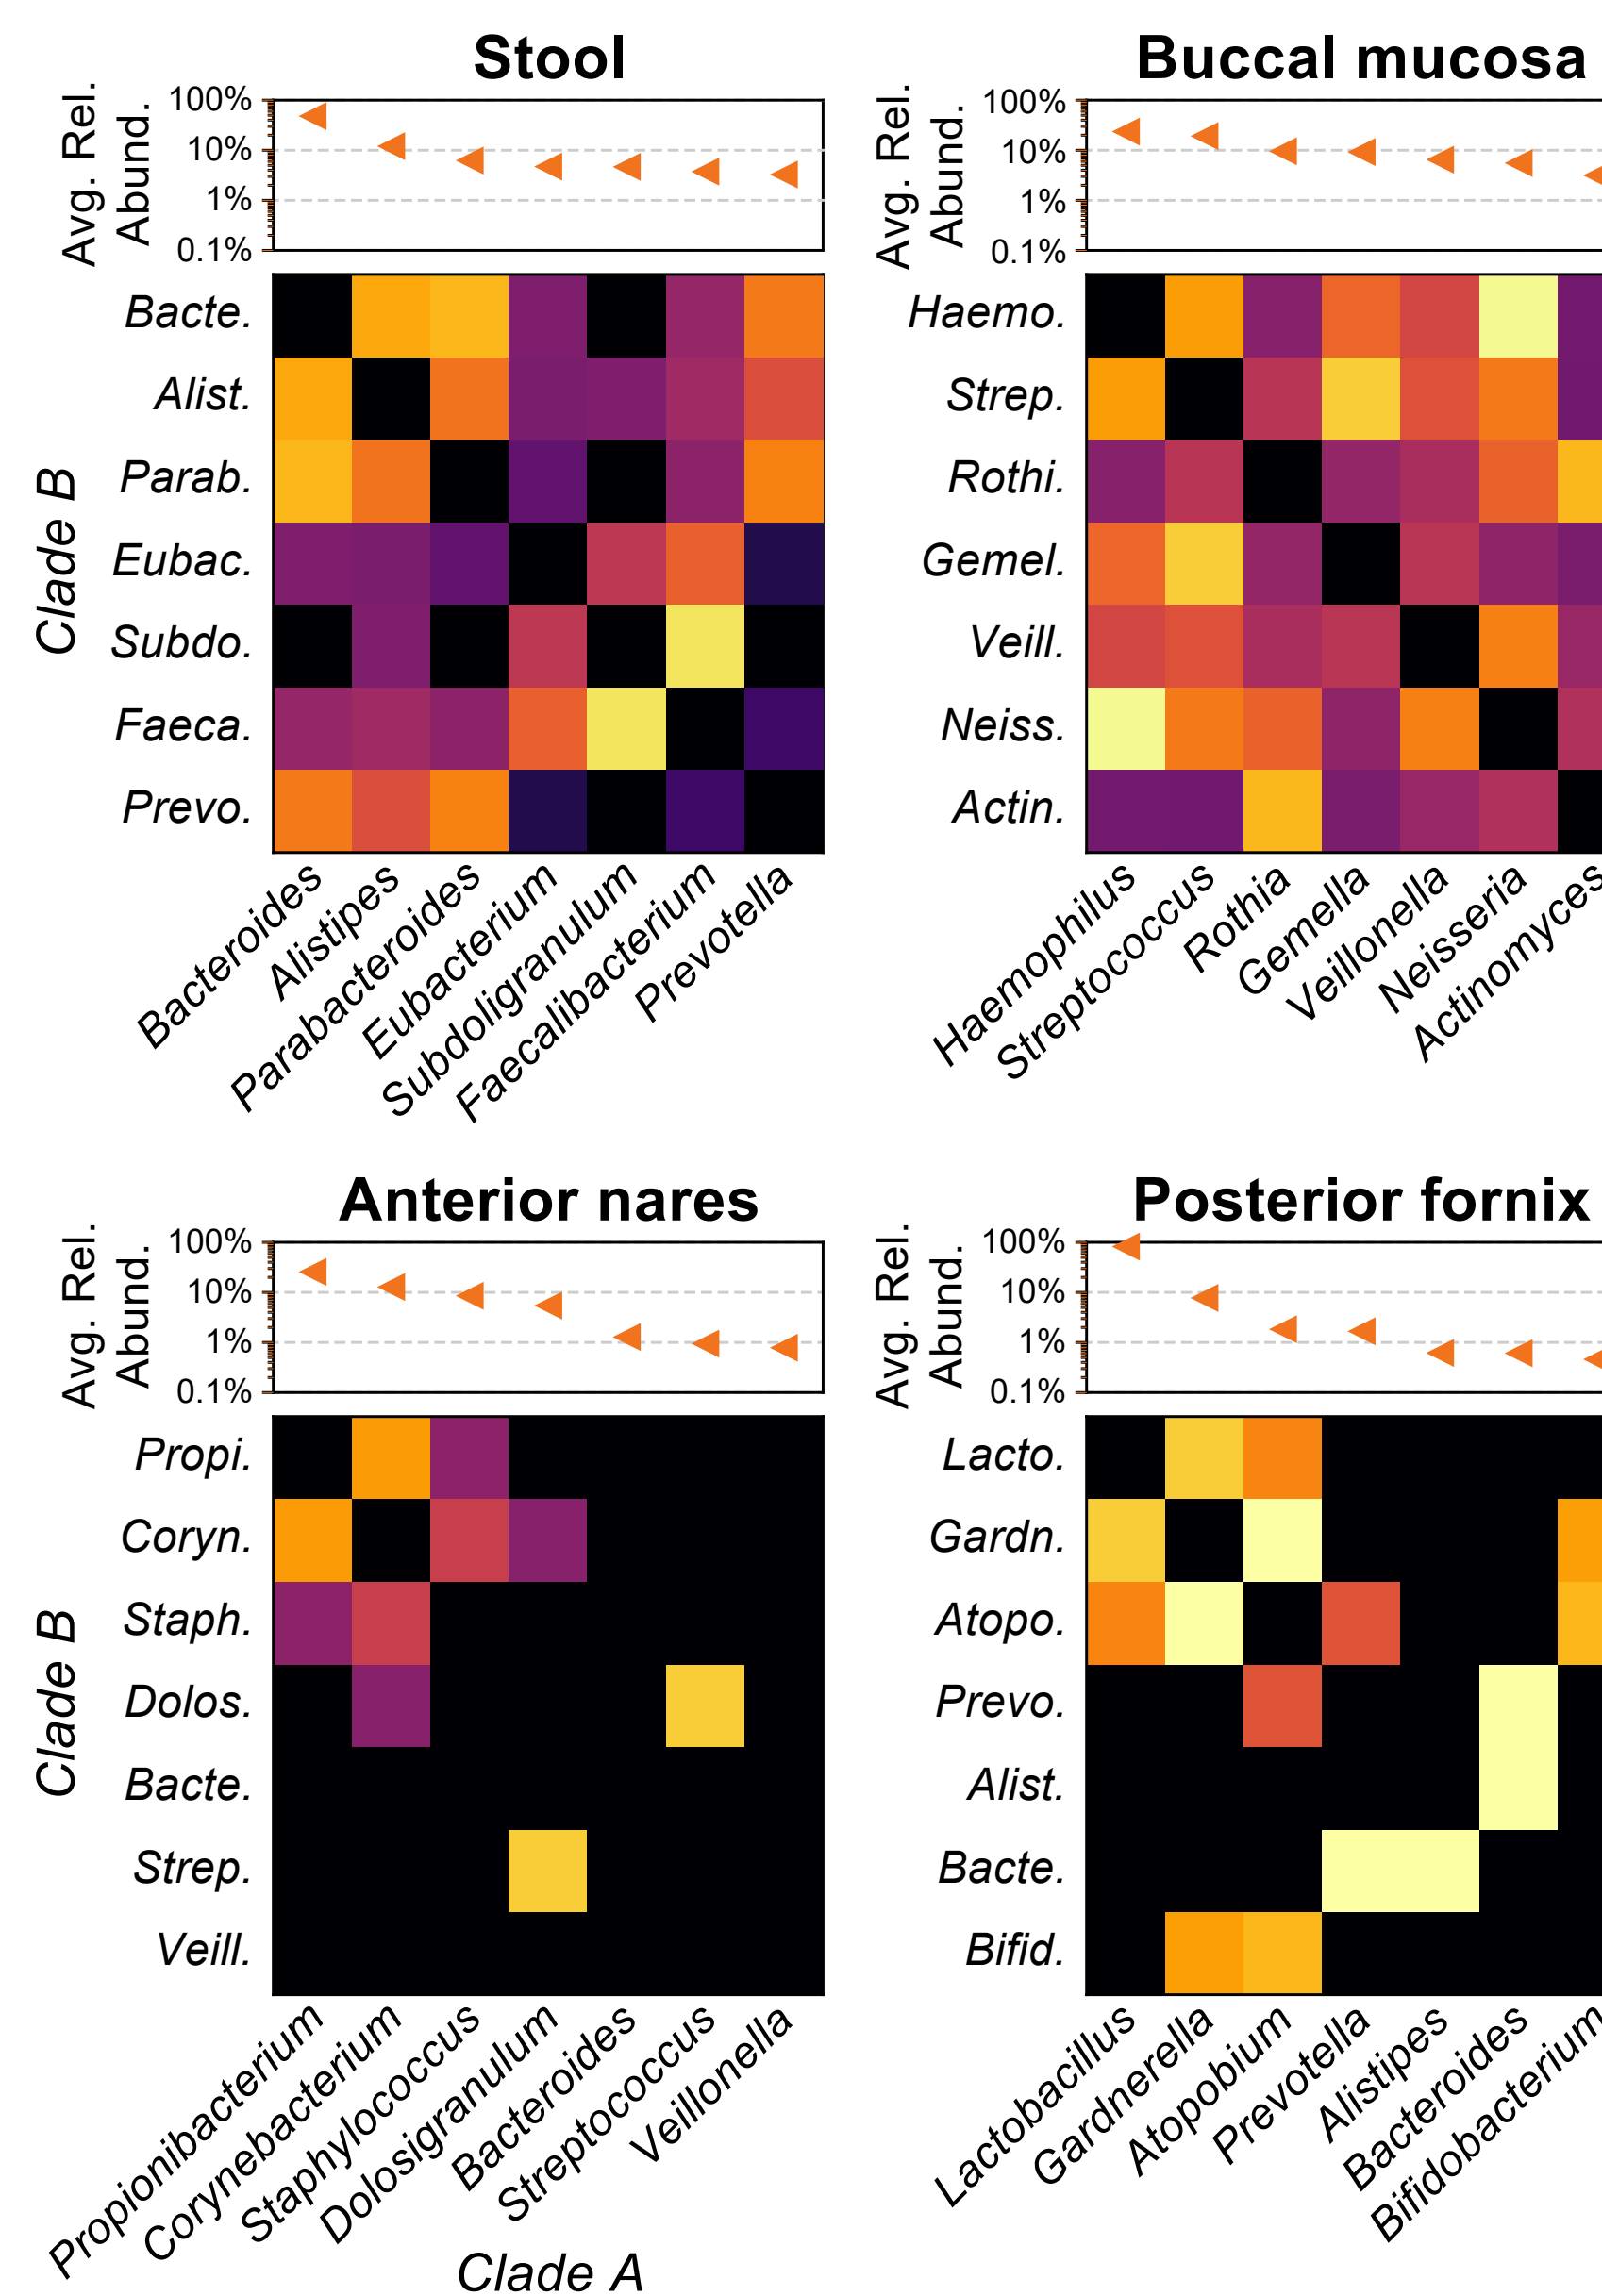 Stool
Avg. Rel.
Abund.
100%
10%
1%
0.1%
Clade B
Bacte.
Alist.
Parab.
Eubac.
Subdo.
Faeca.
Prevo.
Bacteroides
Alistipes
Parabacteroides
Eubacterium
Subdoligranulum
Faecalibacterium
Prevotella
Buccal mucosa
Avg. Rel.
Abund.
100%
10%
1%
0.1%
Haemo.
Strep.
Rothi.
Gemel.
Veill.
Neiss.
Actin.
Haemophilus
Streptococcus
Rothia
Gemella
Veillonella
Neisseria
Actinomyces
Anterior nares
Avg. Rel.
Abund.
100%
10%
1%
0.1%
Clade B
Propi.
Coryn.
Staph.
Dolos.
Bacte.
Strep.
Veill.
Propionibacterium
Corynebacterium
Staphylococcus
Dolosigranulum
Bacteroides
Streptococcus
Veillonella
Clade A
Posterior fornix
Avg. Rel.
Abund.
100%
10%
1%
0.1%
Lacto.
Gardn.
Atopo.
Prevo.
Alist.
Bacte.
Bifid.
Lactobacillus
Gardnerella
Atopobium
Prevotella
Alistipes
Bacteroides
Bifidobacterium